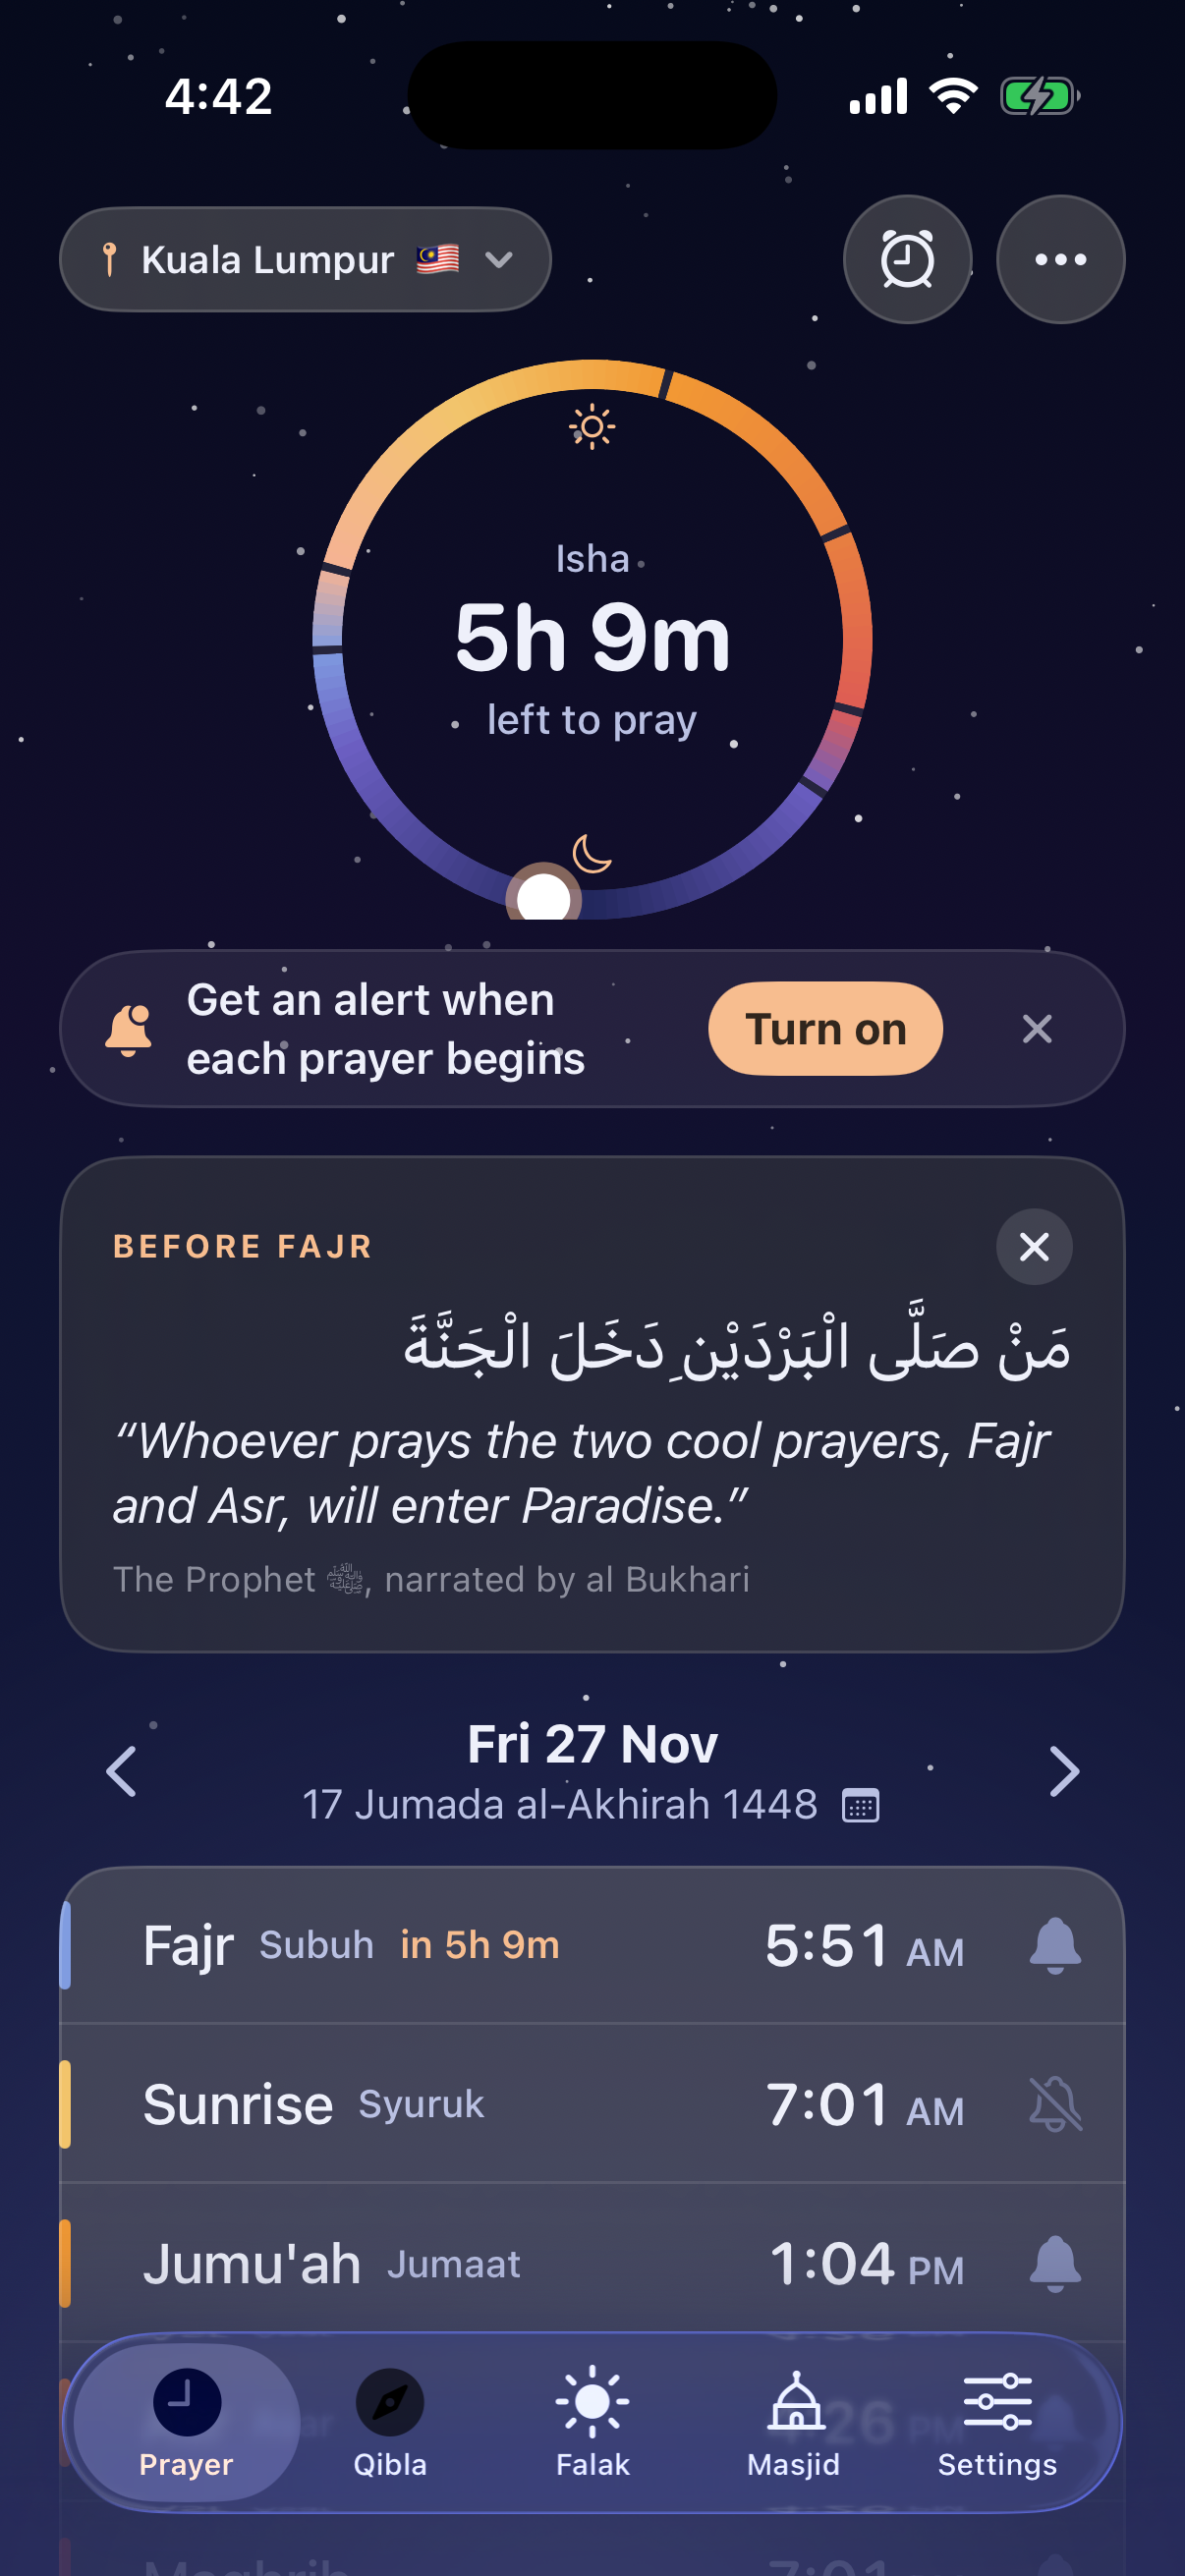 4:42
Kuala Lumpur 🇲🇾
Isha
5h 9m
left to pray
Get an alert when
each prayer begins
Turn on
BEFORE FAJR
مَنْ صَلَّى الْبَرْدَيْنِ دَخَلَ الْجَنَّةَ
“Whoever prays the two cool prayers, Fajr
and Asr, will enter Paradise.”
The Prophet ﷺ, narrated by al Bukhari
Fri 27 Nov
17 Jumada al-Akhirah 1448
Fajr Subuh in 5h 9m 5:51 AM
Sunrise Syuruk 7:01 AM
Jumu'ah Jumaat 1:04 PM
Prayer Qibla Falak Masjid Settings